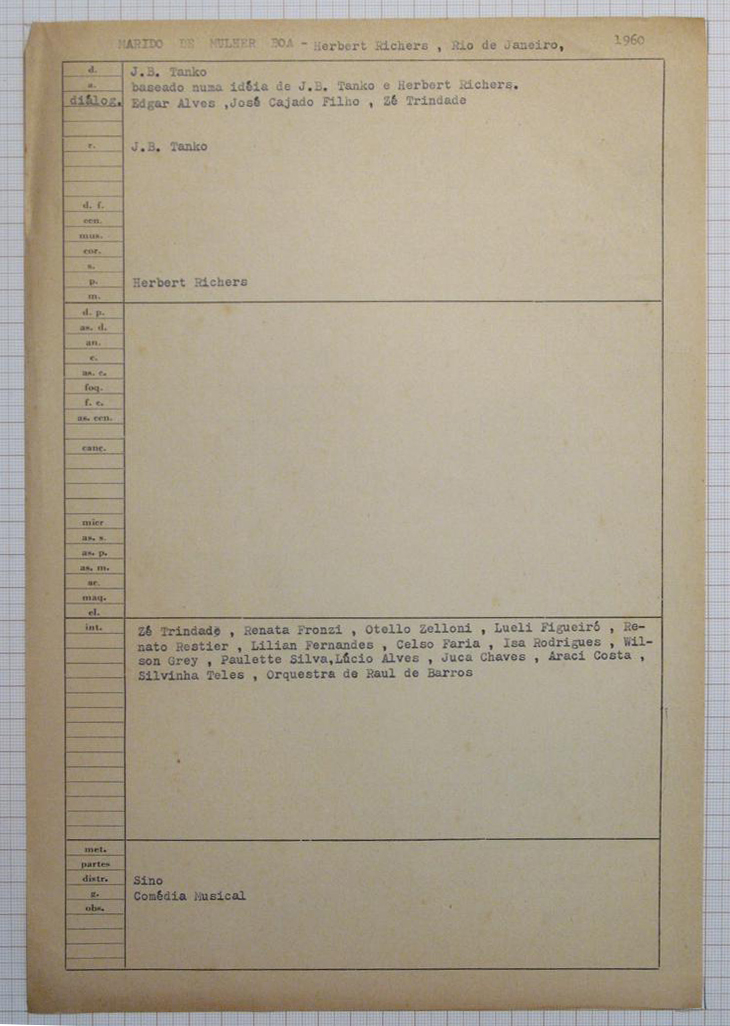 MARIDO DE MULHER BOA - Herbert Richers , Rio de Janeiro, 1960
d. J.B. Tanko
a. baseado numa idéia de J.B. Tanko e Herbert Richers.
diálog. Edgar Alves ,José Cajado Filho , Zé Trindade
r. J.B. Tanko
d. f.
cen.
mus.
cor.
s.
p. Herbert Richers
m.
d. p.
as. d.
an.
c.
as. c.
foq.
f. c.
as. cen.
canç.
micr
as. s.
as. p.
as. m.
ac.
maq.
el.
int. Zé Trindade , Renata Fronzi , Otello Zelloni , Lueli Figueiró , Re-
nato Restier , Lilian Fernandes , Celso Faria , Isa Rodrigues , Wil-
son Grey , Paulette Silva,Lúcio Alves , Juca Chaves , Araci Costa ,
Silvinha Teles , Orquestra de Raul de Barros
met.
partes
distr. Sino
g. Comédia Musical
obs.